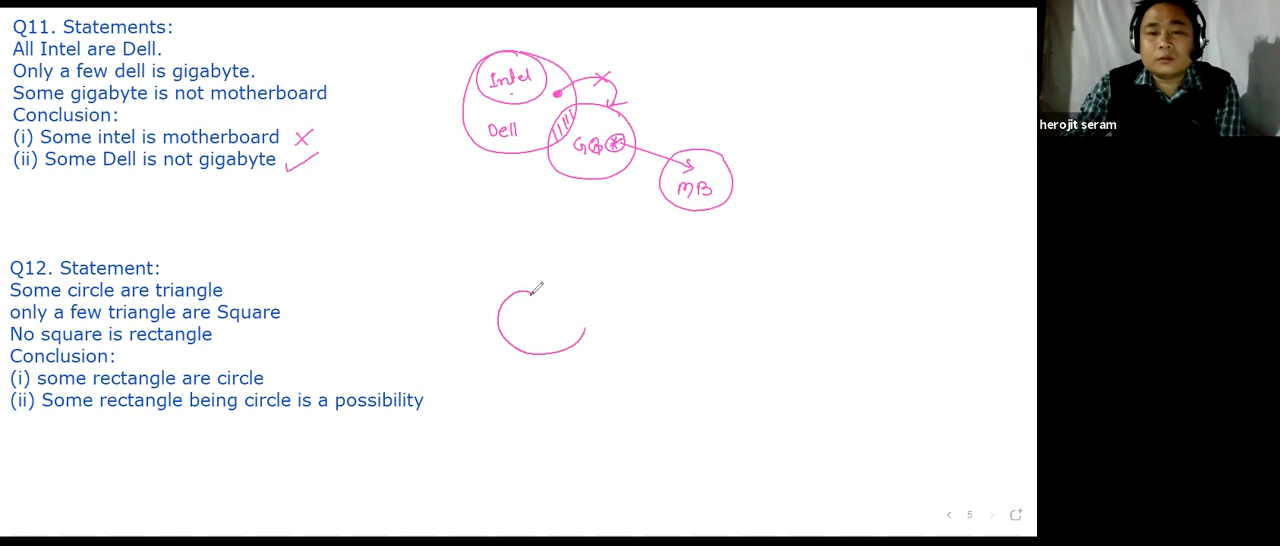 Q11. Statements:
All Intel are Dell.
Only a few dell is gigabyte.
Some gigabyte is not motherboard
Conclusion:
(i) Some intel is motherboard
(ii) Some Dell is not gigabyte
Intel
Dell
GB
MB
herojit seram
Q12. Statement:
Some circle are triangle
only a few triangle are Square
No square is rectangle
Conclusion:
(i) some rectangle are circle
(ii) Some rectangle being circle is a possibility
5